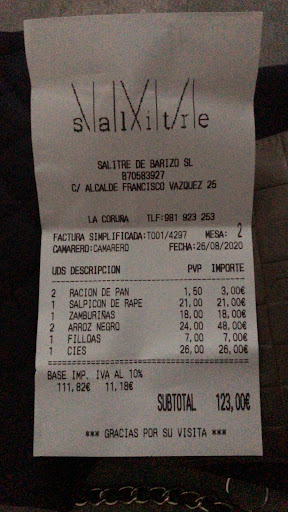 salitre
SALITRE DE BARIZO SL
B70583927
C/ ALCALDE FRANCISCO VAZQUEZ 25
LA CORUÑA TLF:981 923 253
FACTURA SIMPLIFICADA:T001/4297 MESA: 2
CAMARERO:CAMARERO FECHA:26/08/2020
UDS DESCRIPCION PVP IMPORTE
2 RACION DE PAN 1,50 3,00€
1 SALPICON DE RAPE 21,00 21,00€
1 ZAMBURIÑAS 18,00 18,00€
2 ARROZ NEGRO 24,00 48,00€
1 FILLOAS 7,00 7,00€
1 CIES 26,00 26,00€
BASE IMP. IVA AL 10%
111,82€ 11,18€
SUBTOTAL 123,00€
*** GRACIAS POR SU VISITA ***